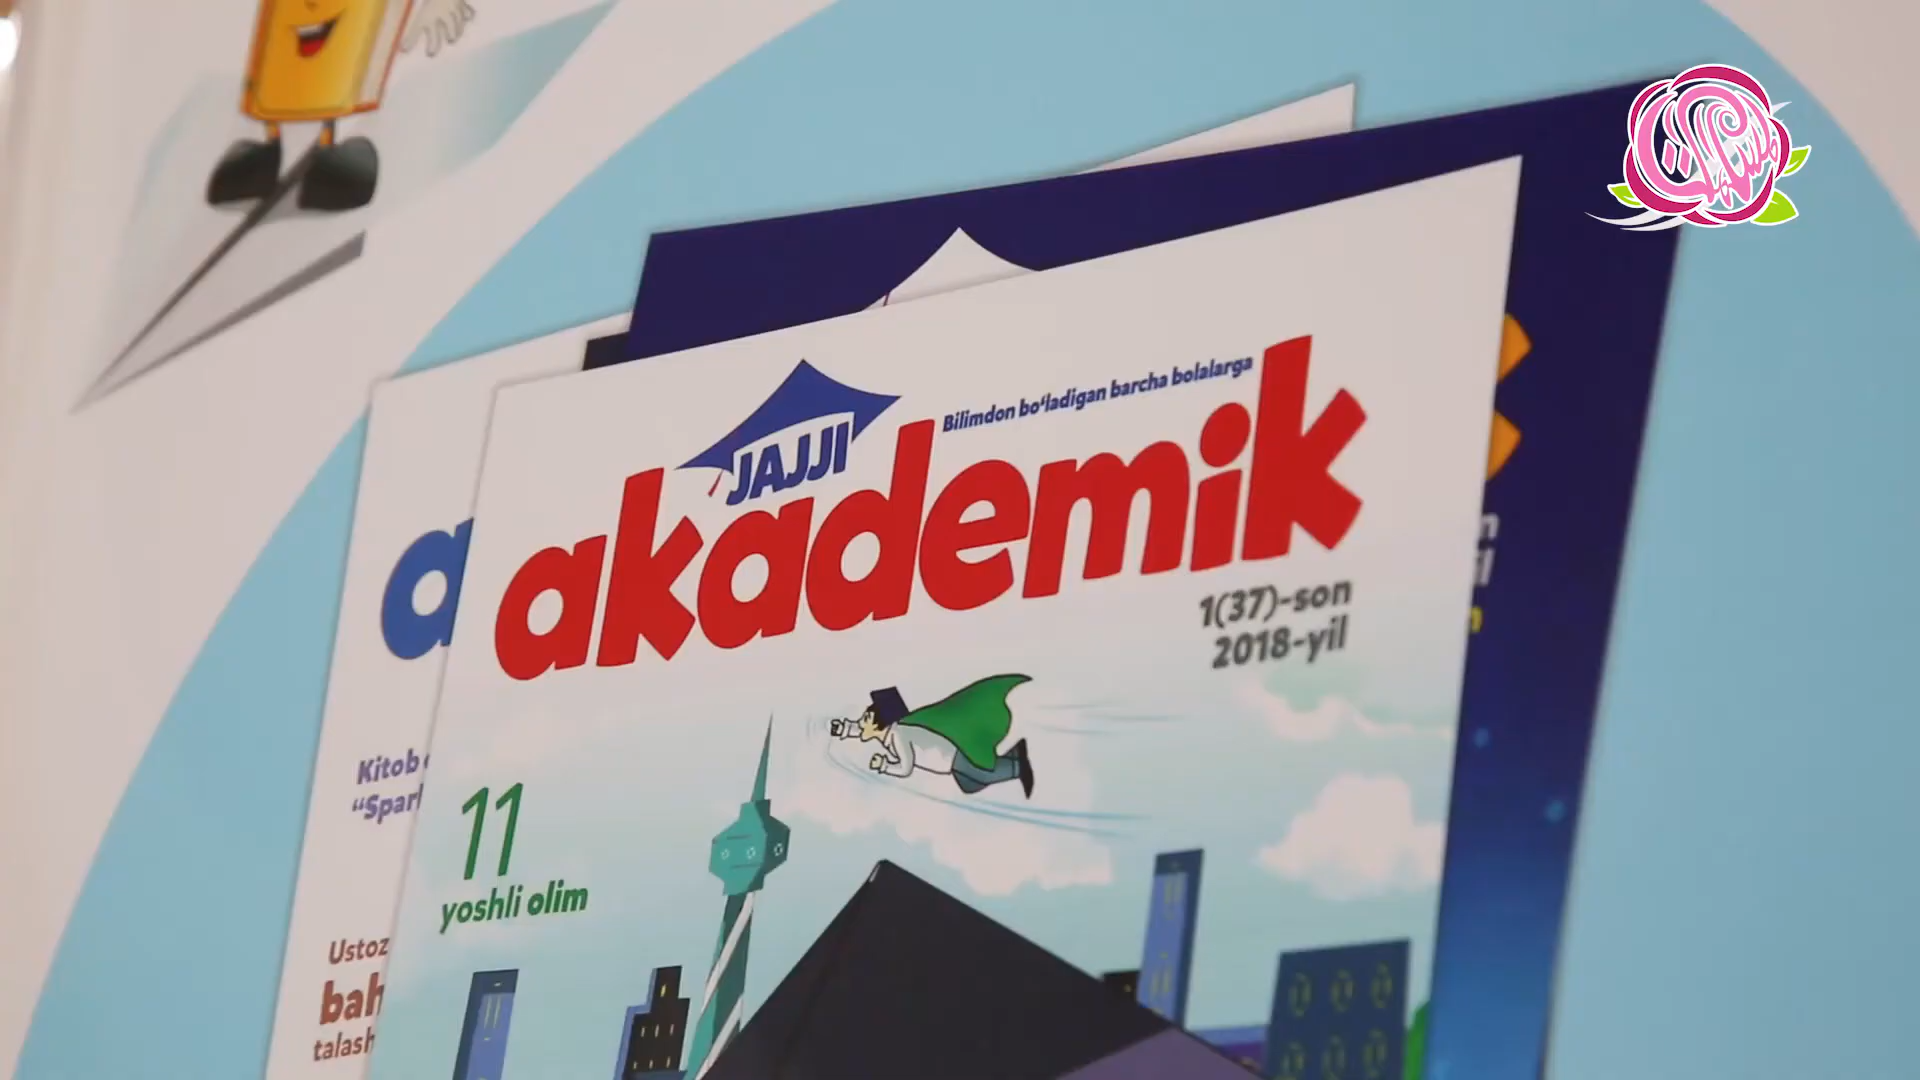 Bilimdon bo‘ladigan barcha bolalarga
JAJJI
akademik
1(37)-son
2018-yil
11
yoshli olim
a
Kitob
“Spar
Ustoz
bah
talash